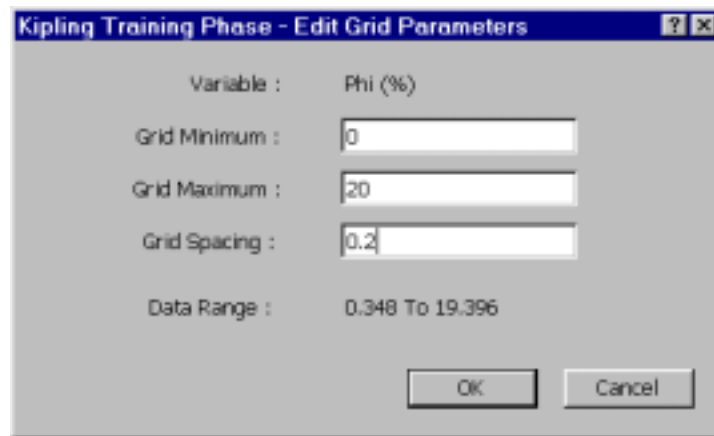 Kipling Training Phase - Edit Grid Parameters
Variable : Phi (%)
Grid Minimum : 0
Grid Maximum : 20
Grid Spacing : 0.2
Data Range : 0.348 To 19.396
OK Cancel